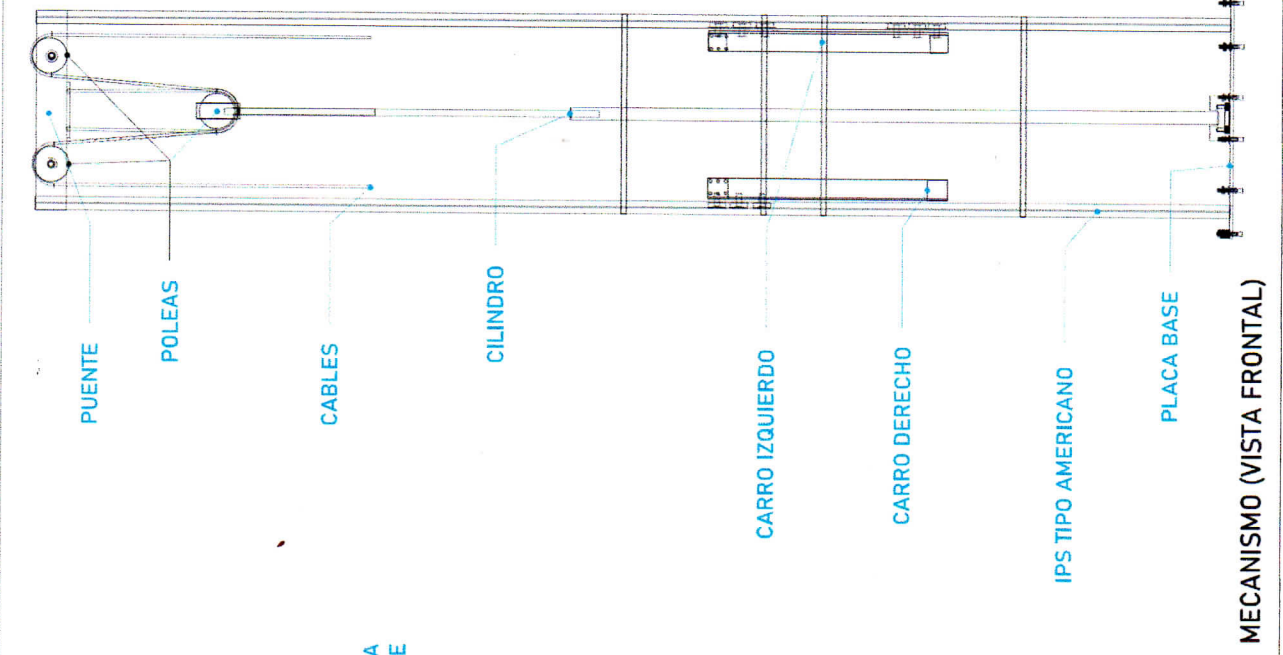 PUENTE
POLEAS
CABLES
CILINDRO
CARRO IZQUIERDO
CARRO DERECHO
IPS TIPO AMERICANO
PLACA BASE
MECANISMO (VISTA FRONTAL)
A
E